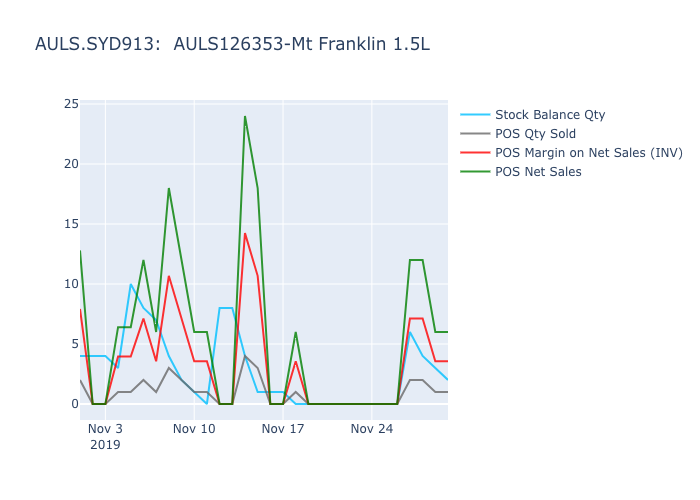 AULS.SYD913:  AULS126353-Mt Franklin 1.5L
25
20
15
10
5
0
Nov 3
2019
Nov 10
Nov 17
Nov 24
Stock Balance Qty
POS Qty Sold
POS Margin on Net Sales (INV)
POS Net Sales